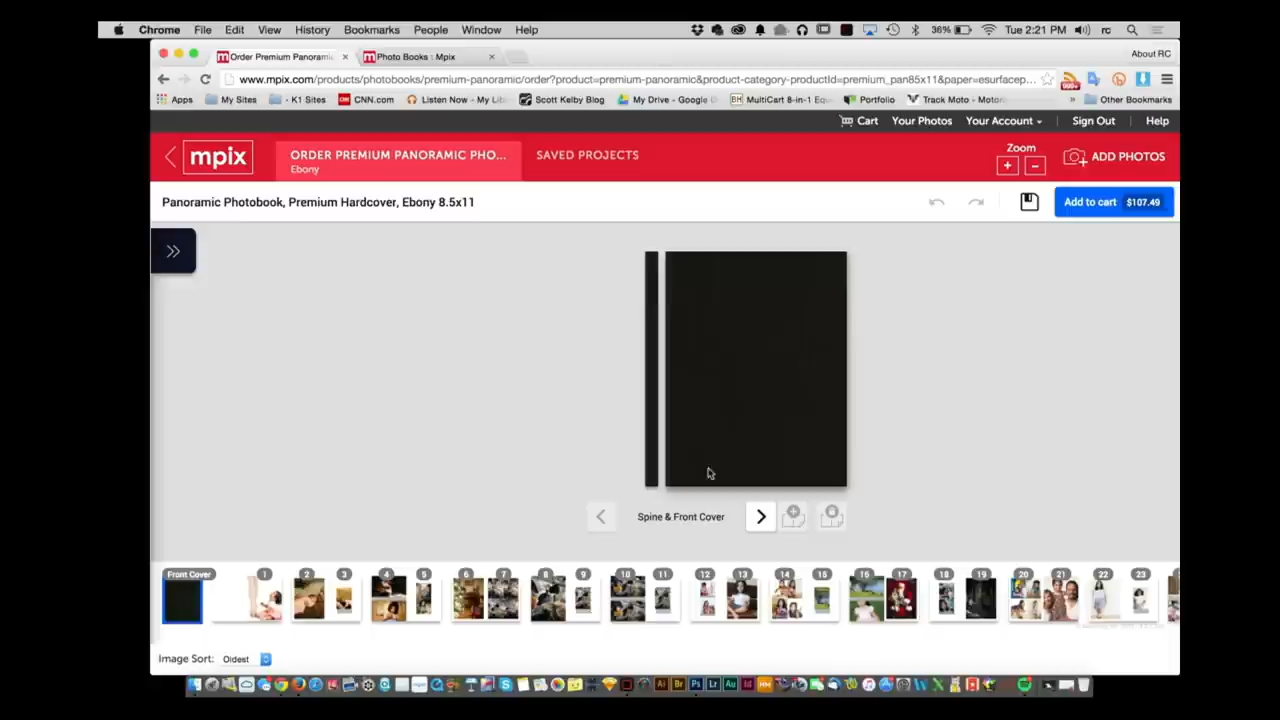 Chrome File Edit View History Bookmarks People Window Help 36% Tue 2:21 PM rc
Order Premium Panoramic Photo Books : Mpix About RC
www.mpix.com/products/photobooks/premium-panoramic/order?product=premium-panoramic&product-category-productId=premium_pan85x11&paper=esurfacep...
Apps My Sites - K1 Sites CNN.com Listen Now - My Lib Scott Kelby Blog My Drive - Google D MultiCart 8-in-1 Equ Portfolio Track Moto - Motor Other Bookmarks
Cart Your Photos Your Account Sign Out Help
mpix ORDER PREMIUM PANORAMIC PHO... SAVED PROJECTS Zoom ADD PHOTOS
Ebony + -
Panoramic Photobook, Premium Hardcover, Ebony 8.5x11 Add to cart $107.49
Spine & Front Cover
Front Cover 1 2 3 4 5 6 7 8 9 10 11 12 13 14 15 16 17 18 19 20 21 22 23
Image Sort: Oldest